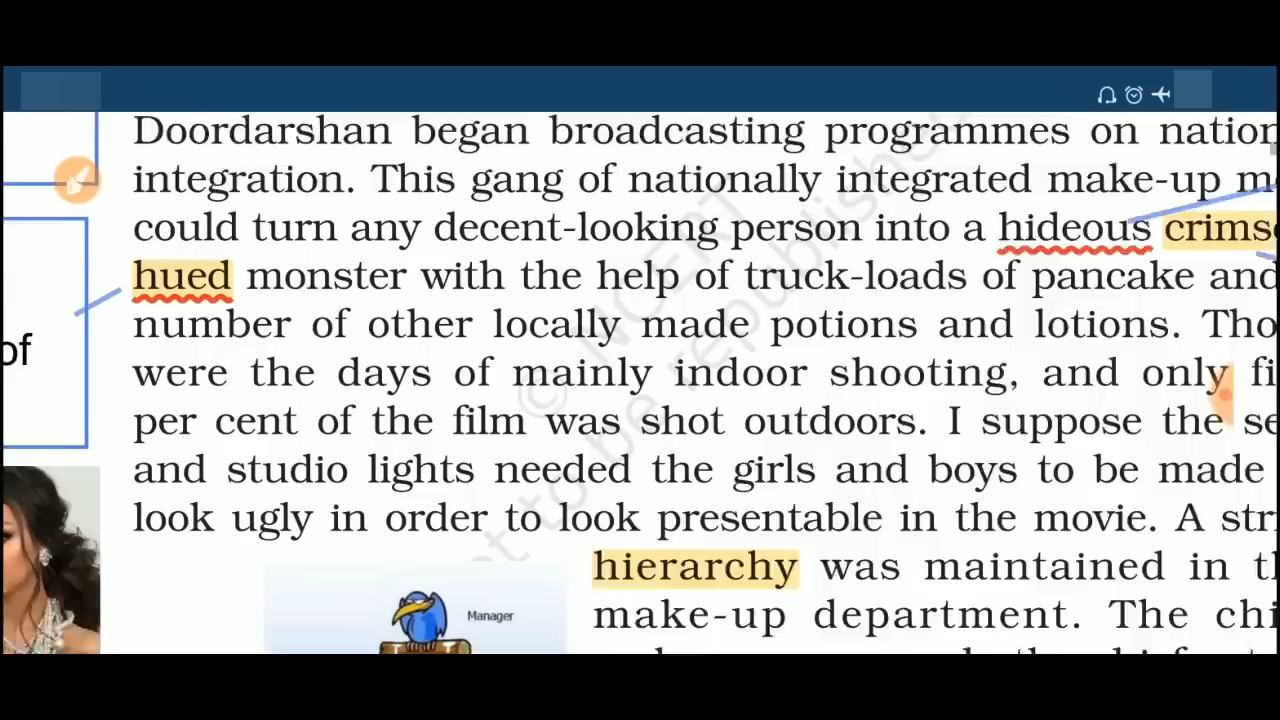 Doordarshan began broadcasting programmes on nation
integration. This gang of nationally integrated make-up m
could turn any decent-looking person into a hideous crims
hued monster with the help of truck-loads of pancake and
number of other locally made potions and lotions. Tho
of
were the days of mainly indoor shooting, and only fi
per cent of the film was shot outdoors. I suppose the se
and studio lights needed the girls and boys to be made
look ugly in order to look presentable in the movie. A str
hierarchy was maintained in t
Manager
make-up department. The chi
© NCERT
not to be republished